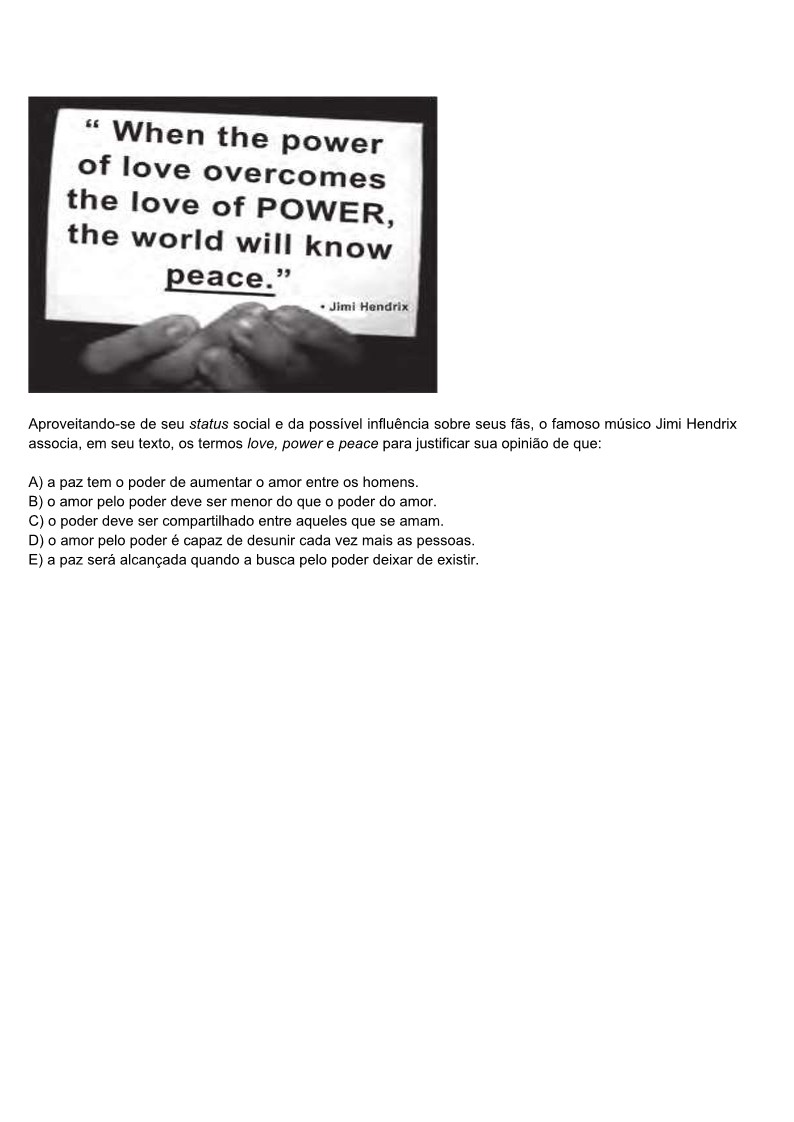 “ When the power
of love overcomes
the love of POWER,
the world will know
peace.”
• Jimi Hendrix
Aproveitando-se de seu status social e da possível influência sobre seus fãs, o famoso músico Jimi Hendrix
associa, em seu texto, os termos love, power e peace para justificar sua opinião de que:
A) a paz tem o poder de aumentar o amor entre os homens.
B) o amor pelo poder deve ser menor do que o poder do amor.
C) o poder deve ser compartilhado entre aqueles que se amam.
D) o amor pelo poder é capaz de desunir cada vez mais as pessoas.
E) a paz será alcançada quando a busca pelo poder deixar de existir.